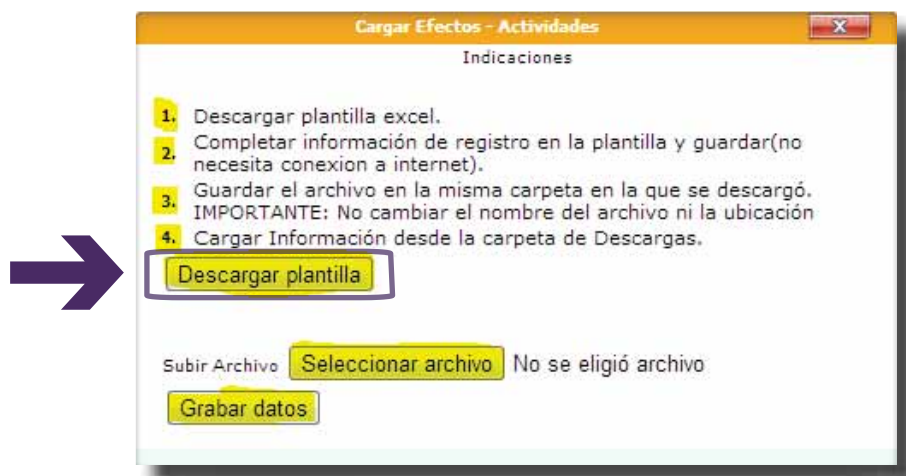 Cargar Efectos - Actividades
X
Indicaciones
1. Descargar plantilla excel.
2. Completar información de registro en la plantilla y guardar(no
necesita conexion a internet).
3. Guardar el archivo en la misma carpeta en la que se descargó.
IMPORTANTE: No cambiar el nombre del archivo ni la ubicación
4. Cargar Información desde la carpeta de Descargas.
Descargar plantilla
Subir Archivo Seleccionar archivo No se eligió archivo
Grabar datos